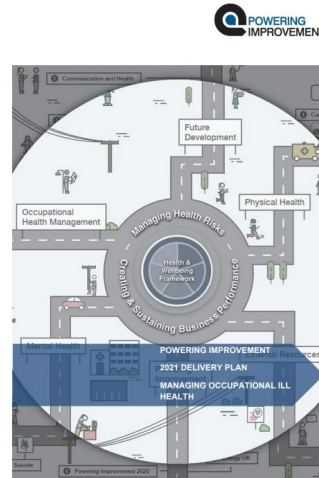 POWERING
IMPROVEMEN
Communication and Health
Future
Development
Physical Health
Occupational
Health Management
Managing Health Risks
Health &
Wellbeing
Framework
Creating & Sustaining Business Performance
Mental Health
External Resources
POWERING IMPROVEMENT
2021 DELIVERY PLAN
MANAGING OCCUPATIONAL ILL
HEALTH
Suicide
Powering Improvement 2020